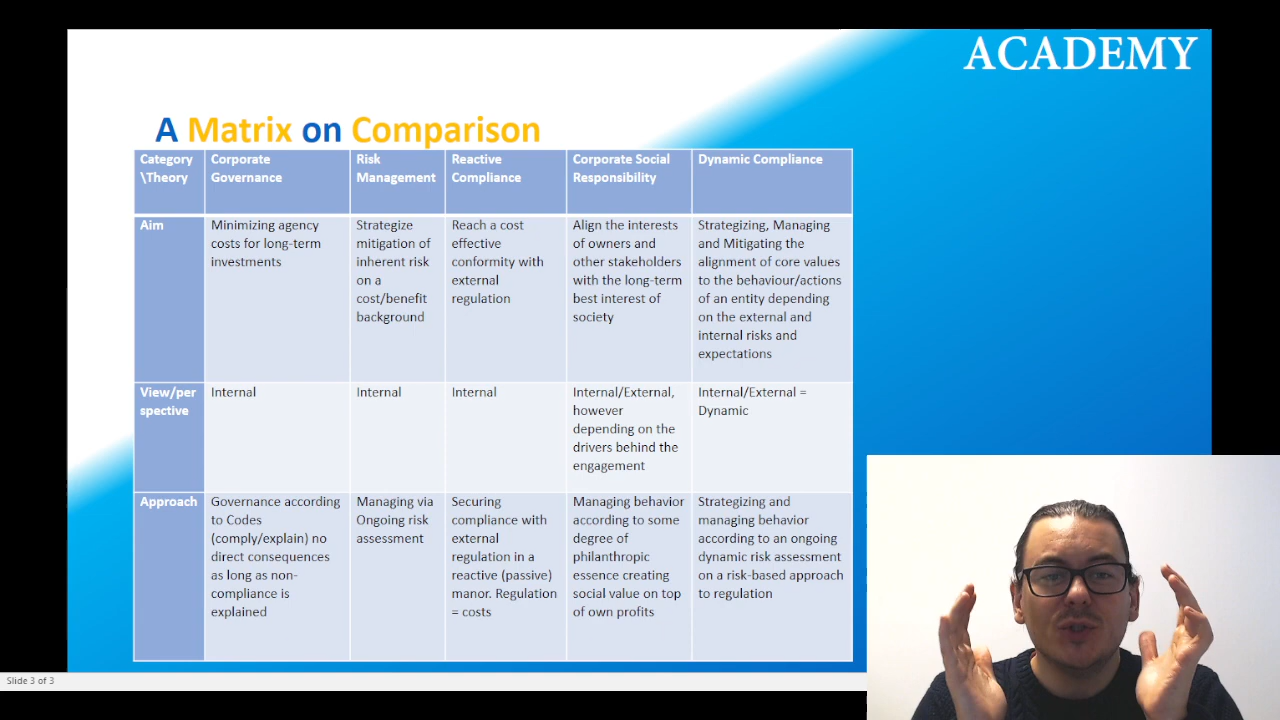 ACADEMY
A Matrix on Comparison
Category
\Theory
Corporate
Governance
Risk
Management
Reactive
Compliance
Corporate Social
Responsibility
Dynamic Compliance
Aim
Minimizing agency
costs for long-term
investments
Strategize
mitigation of
inherent risk
on a
cost/benefit
background
Reach a cost
effective
conformity with
external
regulation
Align the interests
of owners and
other stakeholders
with the long-term
best interest of
society
Strategizing, Managing
and Mitigating the
alignment of core values
to the behaviour/actions
of an entity depending
on the external and
internal risks and
expectations
View/per
spective
Internal
Internal
Internal
Internal/External,
however
depending on the
drivers behind the
engagement
Internal/External =
Dynamic
Approach
Governance according
to Codes
(comply/explain) no
direct consequences
as long as non-
compliance is
explained
Managing via
Ongoing risk
assessment
Securing
compliance with
external
regulation in a
reactive (passive)
manor. Regulation
= costs
Managing behavior
according to some
degree of
philanthropic
essence creating
social value on top
of own profits
Strategizing and
managing behavior
according to an ongoing
dynamic risk assessment
on a risk-based approach
to regulation
Slide 3 of 3